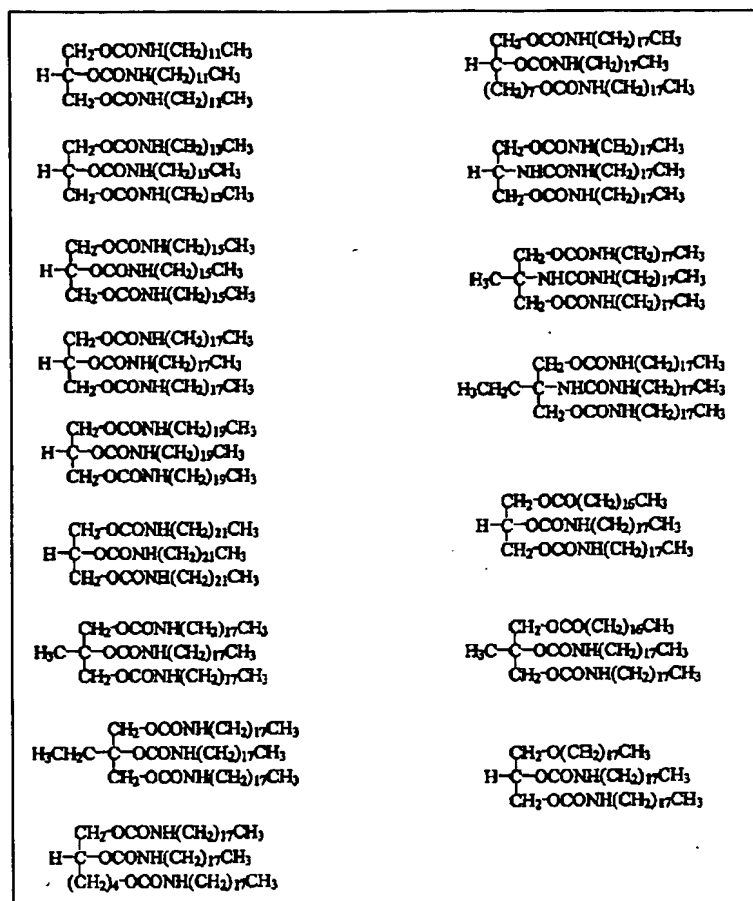 CH₂-OCONH(CH₂)₁₁CH₃
H-C-OCONH(CH₂)₁₁CH₃
CH₂-OCONH(CH₂)₁₁CH₃
CH₂-OCONH(CH₂)₁₃CH₃
H-C-OCONH(CH₂)₁₃CH₃
CH₂-OCONH(CH₂)₁₃CH₃
CH₂-OCONH(CH₂)₁₅CH₃
H-C-OCONH(CH₂)₁₅CH₃
CH₂-OCONH(CH₂)₁₅CH₃
CH₂-OCONH(CH₂)₁₇CH₃
H-C-OCONH(CH₂)₁₇CH₃
CH₂-OCONH(CH₂)₁₇CH₃
CH₂-OCONH(CH₂)₁₉CH₃
H-C-OCONH(CH₂)₁₉CH₃
CH₂-OCONH(CH₂)₁₉CH₃
CH₂-OCONH(CH₂)₂₁CH₃
H-C-OCONH(CH₂)₂₁CH₃
CH₂-OCONH(CH₂)₂₁CH₃
CH₂-OCONH(CH₂)₁₇CH₃
H₃C-C-OCONH(CH₂)₁₇CH₃
CH₂-OCONH(CH₂)₁₇CH₃
CH₂-OCONH(CH₂)₁₇CH₃
H₃CH₂C-C-OCONH(CH₂)₁₇CH₃
CH₂-OCONH(CH₂)₁₇CH₃
CH₂-OCONH(CH₂)₁₇CH₃
H-C-OCONH(CH₂)₁₇CH₃
(CH₂)₄-OCONH(CH₂)₁₇CH₃
CH₂-OCONH(CH₂)₁₇CH₃
H-C-OCONH(CH₂)₁₇CH₃
(CH₂)₇-OCONH(CH₂)₁₇CH₃
CH₂-OCONH(CH₂)₁₇CH₃
H-C-NHCONH(CH₂)₁₇CH₃
CH₂-OCONH(CH₂)₁₇CH₃
CH₂-OCONH(CH₂)₁₇CH₃
H₃C-C-NHCONH(CH₂)₁₇CH₃
CH₂-OCONH(CH₂)₁₇CH₃
CH₂-OCONH(CH₂)₁₇CH₃
H₃CH₂C-C-NHCONH(CH₂)₁₇CH₃
CH₂-OCONH(CH₂)₁₇CH₃
CH₂-OCO(CH₂)₁₆CH₃
H-C-OCONH(CH₂)₁₇CH₃
CH₂-OCONH(CH₂)₁₇CH₃
CH₂-OCO(CH₂)₁₆CH₃
H₃C-C-OCONH(CH₂)₁₇CH₃
CH₂-OCONH(CH₂)₁₇CH₃
CH₂-O(CH₂)₁₇CH₃
H-C-OCONH(CH₂)₁₇CH₃
CH₂-OCONH(CH₂)₁₇CH₃